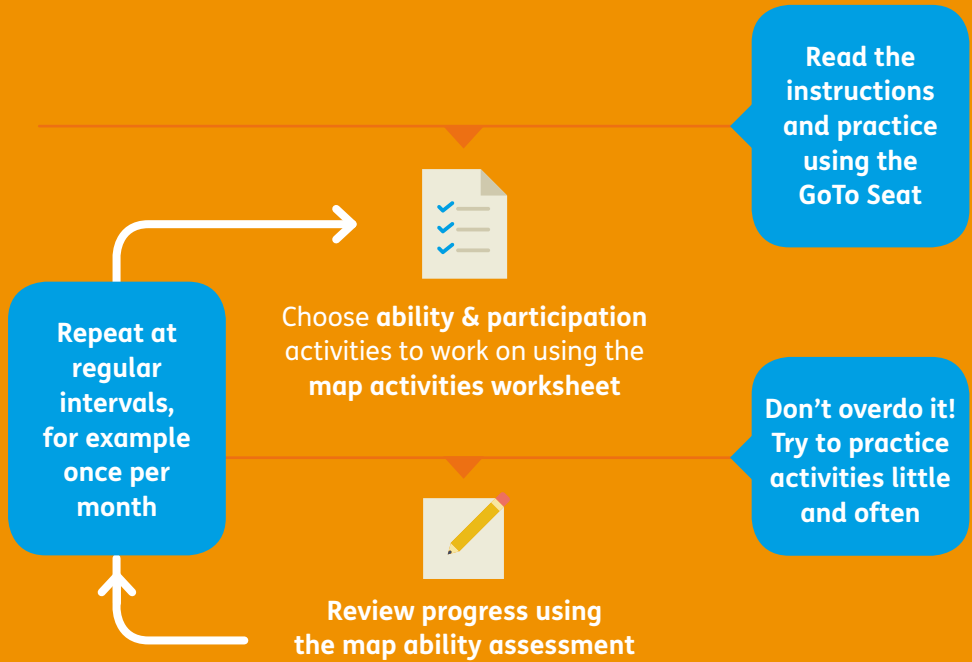 Read the
instructions
and practice
using the
GoTo Seat
Choose ability & participation
activities to work on using the
map activities worksheet
Repeat at
regular
intervals,
for example
once per
month
Don't overdo it!
Try to practice
activities little
and often
Review progress using
the map ability assessment